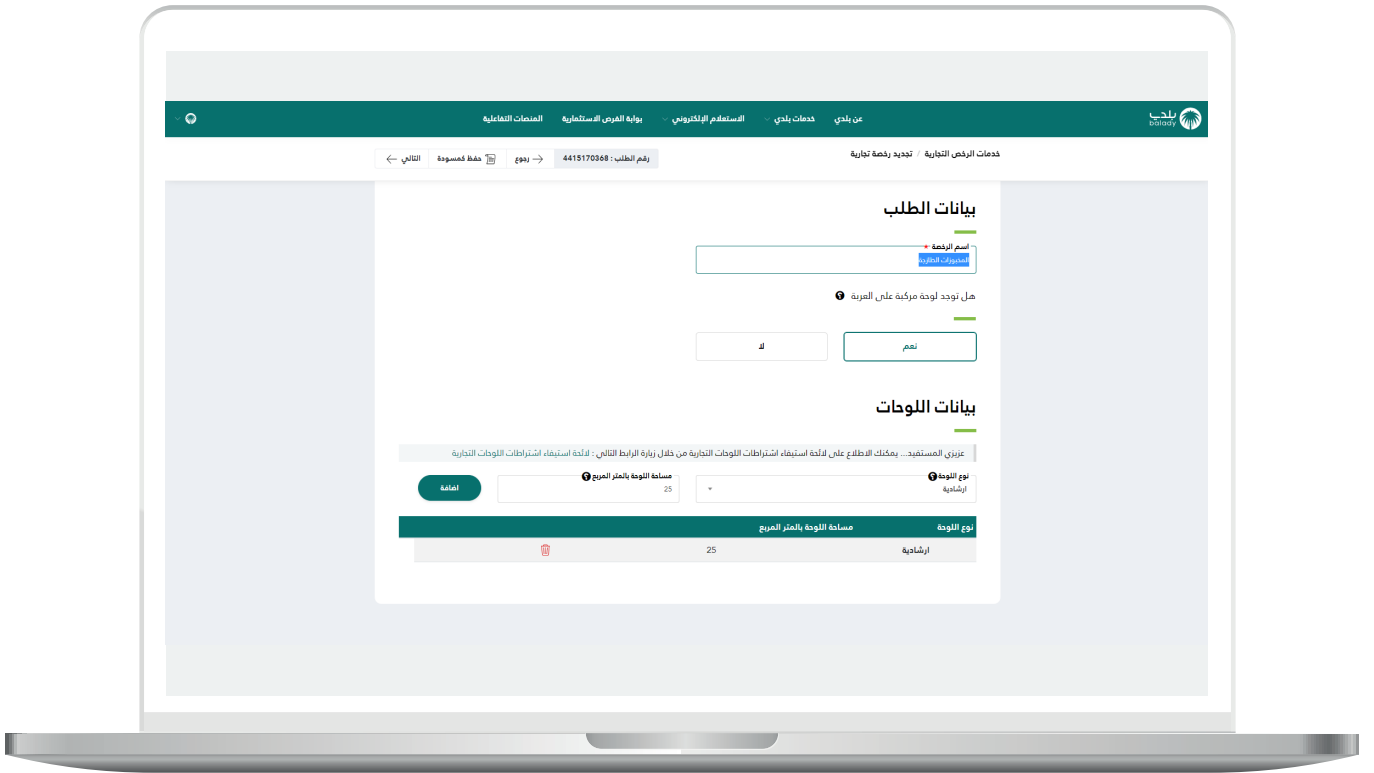 بلدي
balady
عن بلدي خدمات بلدي الاستعلام الإلكتروني بوابة الفرص الاستثمارية المنصات التفاعلية
خدمات الرخص التجارية / تجديد رخصة تجارية
رقم الطلب : 4415170368 رجوع حفظ كمسودة التالي
بيانات الطلب
اسم الرخصة *
المخبوزات الطازجة
هل توجد لوحة مركبة على العربة ؟
نعم لا
بيانات اللوحات
عزيزي المستفيد... يمكنك الاطلاع على لائحة استيفاء اشتراطات اللوحات التجارية من خلال زيارة الرابط التالي : لائحة استيفاء اشتراطات اللوحات التجارية
نوع اللوحة ؟ مساحة اللوحة بالمتر المربع ؟
ارشادية 25 اضافة
نوع اللوحة مساحة اللوحة بالمتر المربع
ارشادية 25